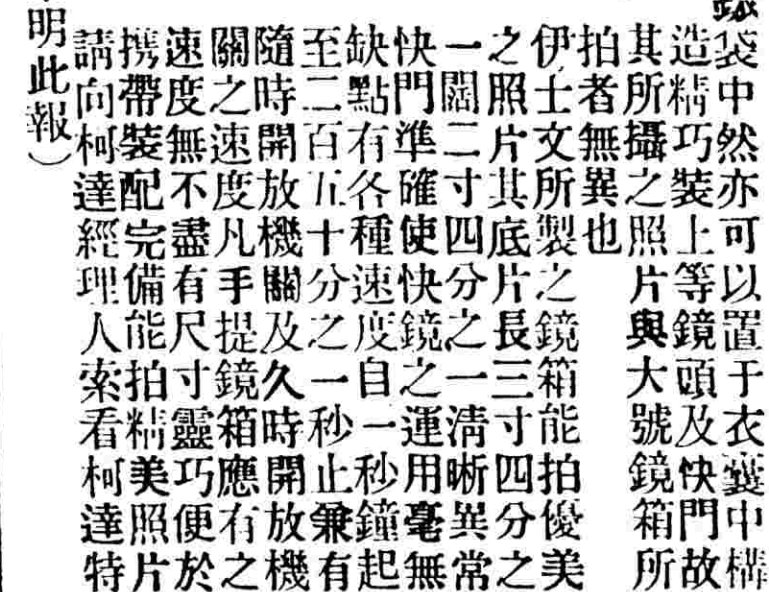 袋中然亦可以置于衣囊中構
造精巧裝上等鏡頭及快門故
其所攝之照片與大號鏡箱所
拍者無異也
伊士文所製之鏡箱能拍優美
之照片其底片長三寸四分之
一闊二寸四分之一清晰異常
快門準確使快鏡之運用毫無
缺點有各種速度自一秒鐘起
至二百五十分之一秒止兼有
隨時開放機關及久時開放機
關之速度凡手提鏡箱應有之
速度無不盡有尺寸靈巧便於
携帶裝配完備能拍精美照片
請向柯達經理人索看柯達特
明此報）